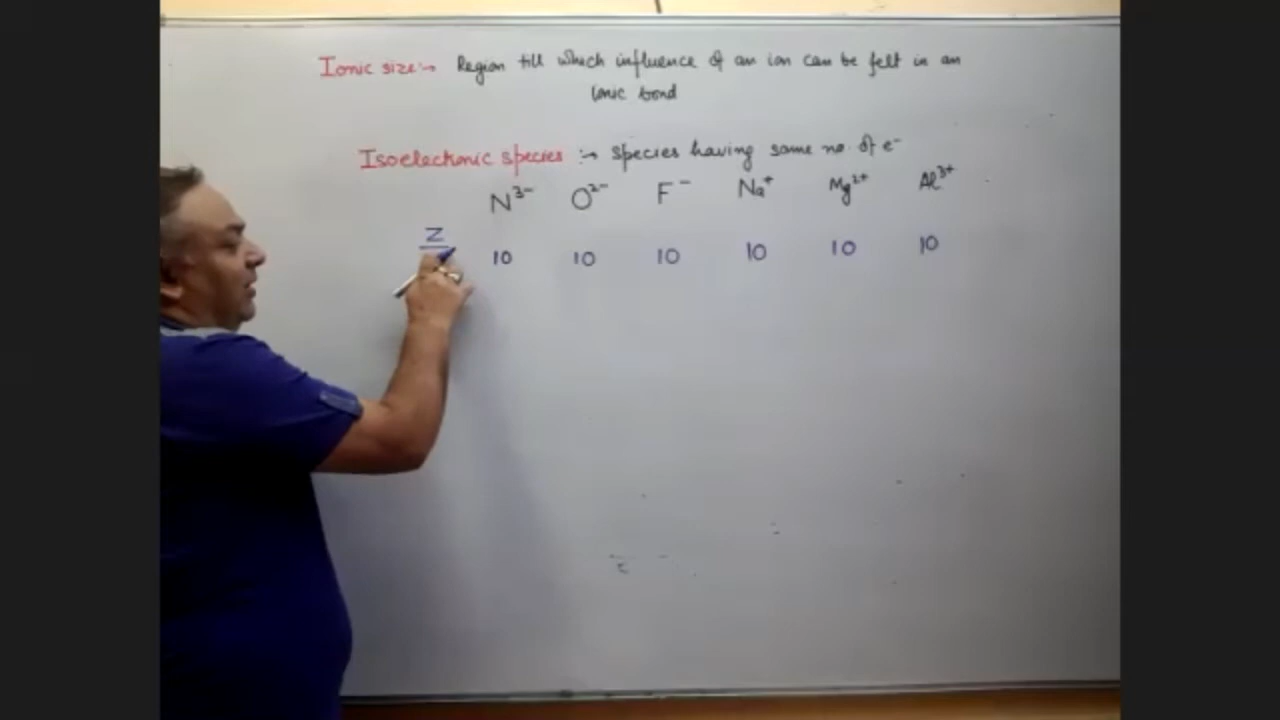 Ionic size:→ Region till which influence of an ion can be felt in an
Ionic bond
Isoelectronic species :→ species having same no. of e⁻
N³⁻ O²⁻ F⁻ Na⁺ Mg²⁺ Al³⁺
Z
10 10 10 10 10 10